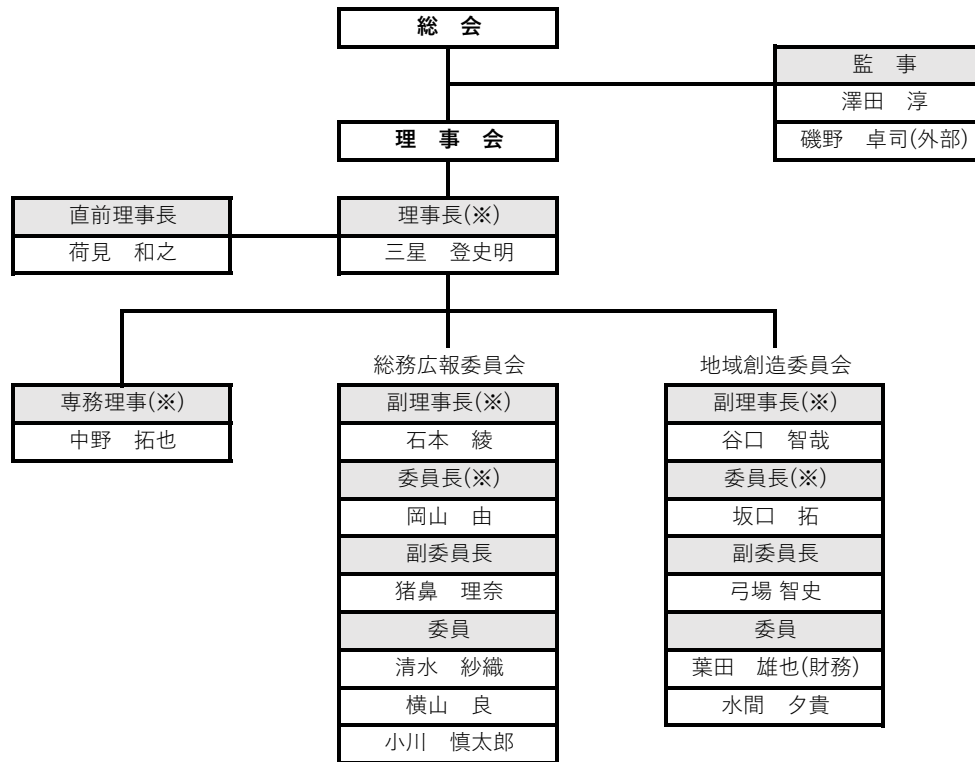 総　会
監　事
澤田　淳
磯野　卓司(外部)
理　事　会
直前理事長
荷見　和之
理事長(※)
三星　登史明
専務理事(※)
中野　拓也
総務広報委員会
副理事長(※)
石本　綾
委員長(※)
岡山　由
副委員長
猪鼻　理奈
委員
清水　紗織
横山　良
小川　慎太郎
地域創造委員会
副理事長(※)
谷口　智哉
委員長(※)
坂口　拓
副委員長
弓場 智史
委員
葉田　雄也(財務)
水間　夕貴